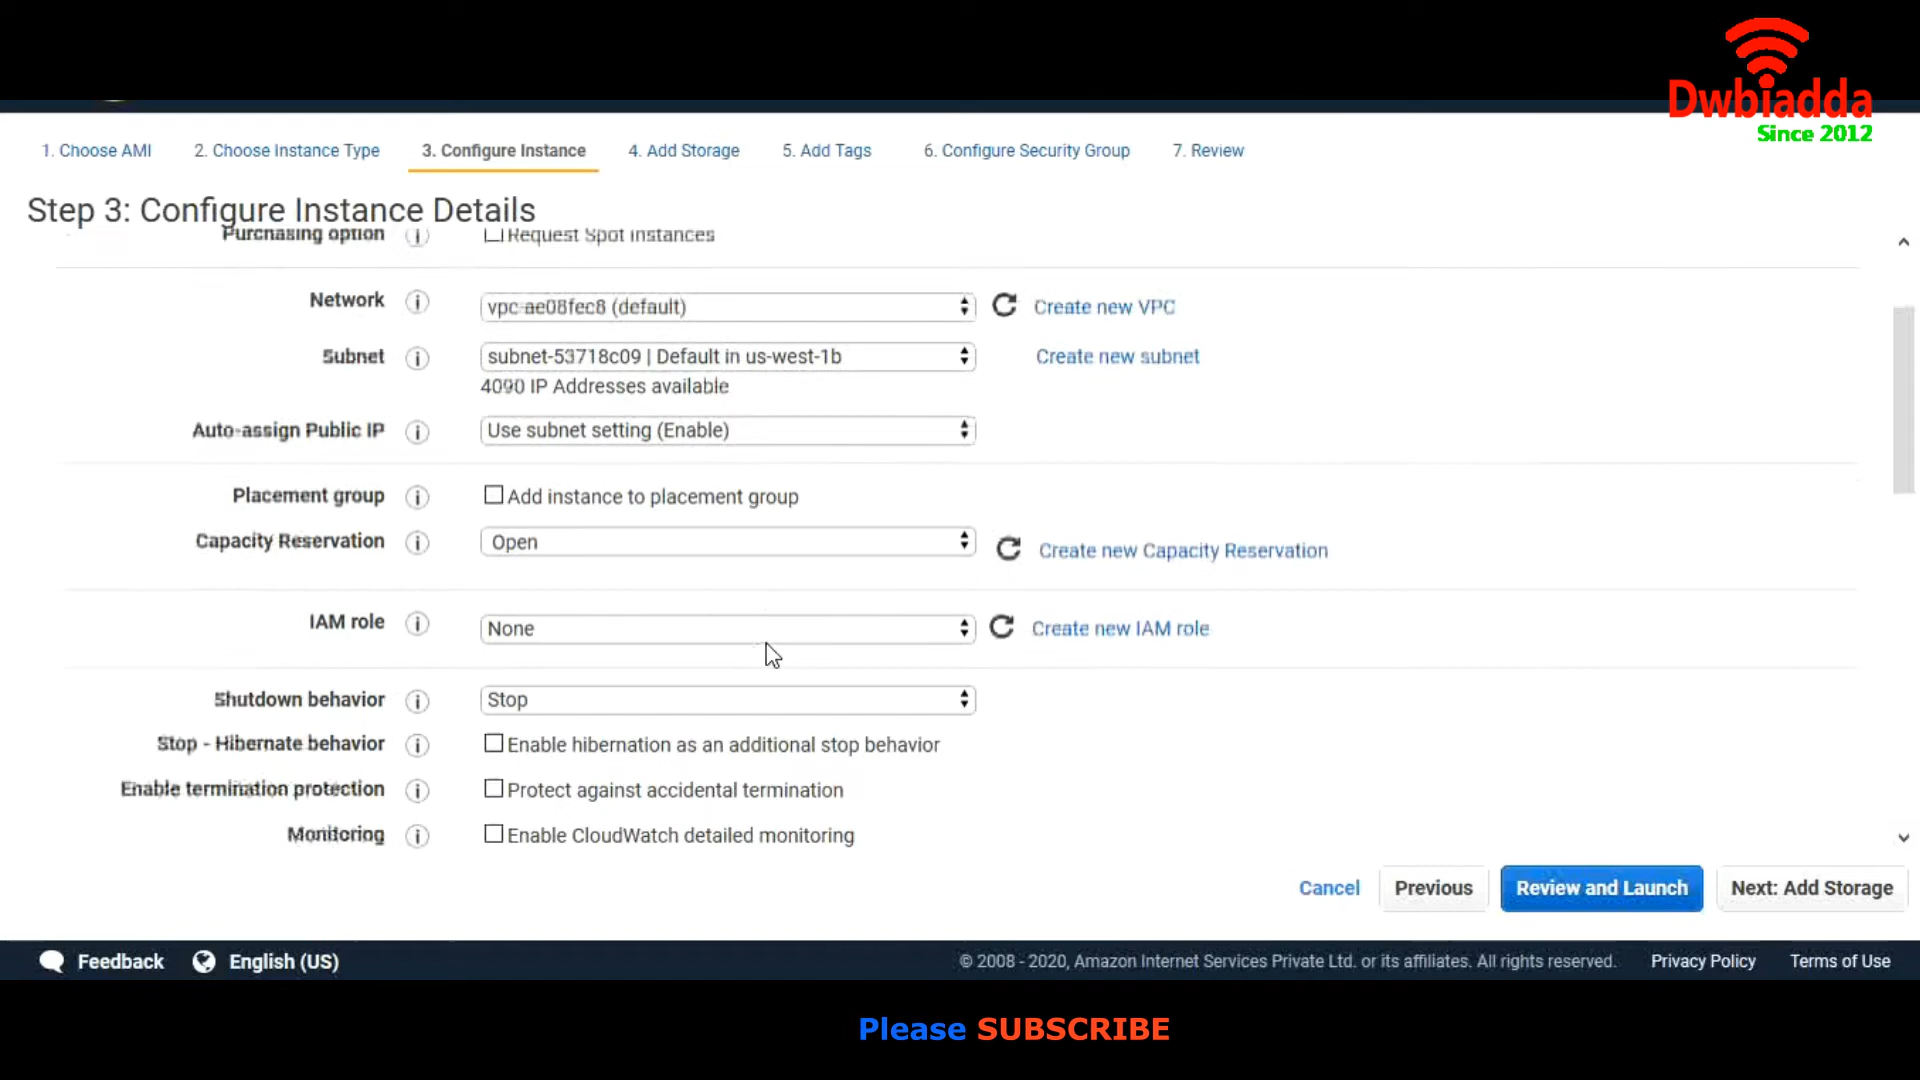 Dwbiadda
Since 2012
1. Choose AMI 2. Choose Instance Type 3. Configure Instance 4. Add Storage 5. Add Tags 6. Configure Security Group 7. Review
Step 3: Configure Instance Details
Purchasing option Request Spot instances
Network vpc-ae08fec8 (default) Create new VPC
Subnet subnet-53718c09 | Default in us-west-1b Create new subnet
4090 IP Addresses available
Auto-assign Public IP Use subnet setting (Enable)
Placement group Add instance to placement group
Capacity Reservation Open Create new Capacity Reservation
IAM role None Create new IAM role
Shutdown behavior Stop
Stop - Hibernate behavior Enable hibernation as an additional stop behavior
Enable termination protection Protect against accidental termination
Monitoring Enable CloudWatch detailed monitoring
Cancel Previous Review and Launch Next: Add Storage
Feedback English (US) © 2008 - 2020, Amazon Internet Services Private Ltd. or its affiliates. All rights reserved. Privacy Policy Terms of Use
Please SUBSCRIBE